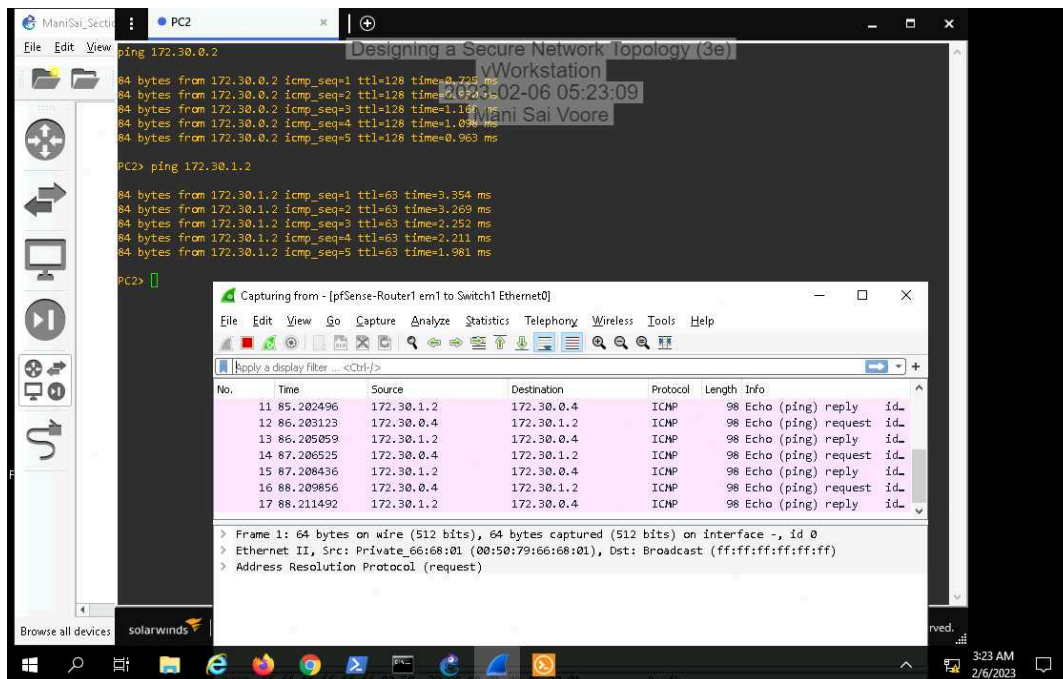 ManiSai_Sectio
PC2
File Edit View
Designing a Secure Network Topology (3e)
vWorkstation
2023-02-06 05:23:09
Mani Sai Voore
ping 172.30.0.2
84 bytes from 172.30.0.2 icmp_seq=1 ttl=128 time=0.725 ms
84 bytes from 172.30.0.2 icmp_seq=2 ttl=128 ms
84 bytes from 172.30.0.2 icmp_seq=3 ttl=128 ms
84 bytes from 172.30.0.2 icmp_seq=4 ttl=128 time=1.098 ms
84 bytes from 172.30.0.2 icmp_seq=5 ttl=128 time=0.963 ms
PC2> ping 172.30.1.2
84 bytes from 172.30.1.2 icmp_seq=1 ttl=63 time=3.354 ms
84 bytes from 172.30.1.2 icmp_seq=2 ttl=63 time=3.269 ms
84 bytes from 172.30.1.2 icmp_seq=3 ttl=63 time=2.252 ms
84 bytes from 172.30.1.2 icmp_seq=4 ttl=63 time=2.211 ms
84 bytes from 172.30.1.2 icmp_seq=5 ttl=63 time=1.981 ms
PC2>
Capturing from - [pfSense-Router1 em1 to Switch1 Ethernet0]
File Edit View Go Capture Analyze Statistics Telephony Wireless Tools Help
Apply a display filter ... <Ctrl-/>
No. Time Source Destination Protocol Length Info
11 85.202496 172.30.1.2 172.30.0.4 ICMP 98 Echo (ping) reply id…
12 86.203123 172.30.0.4 172.30.1.2 ICMP 98 Echo (ping) request id…
13 86.205059 172.30.1.2 172.30.0.4 ICMP 98 Echo (ping) reply id…
14 87.206525 172.30.0.4 172.30.1.2 ICMP 98 Echo (ping) request id…
15 87.208436 172.30.1.2 172.30.0.4 ICMP 98 Echo (ping) reply id…
16 88.209856 172.30.0.4 172.30.1.2 ICMP 98 Echo (ping) request id…
17 88.211492 172.30.1.2 172.30.0.4 ICMP 98 Echo (ping) reply id…
> Frame 1: 64 bytes on wire (512 bits), 64 bytes captured (512 bits) on interface -, id 0
> Ethernet II, Src: Private_66:68:01 (00:50:79:66:68:01), Dst: Broadcast (ff:ff:ff:ff:ff:ff)
> Address Resolution Protocol (request)
Browse all devices
solarwinds
rved.
3:23 AM
2/6/2023